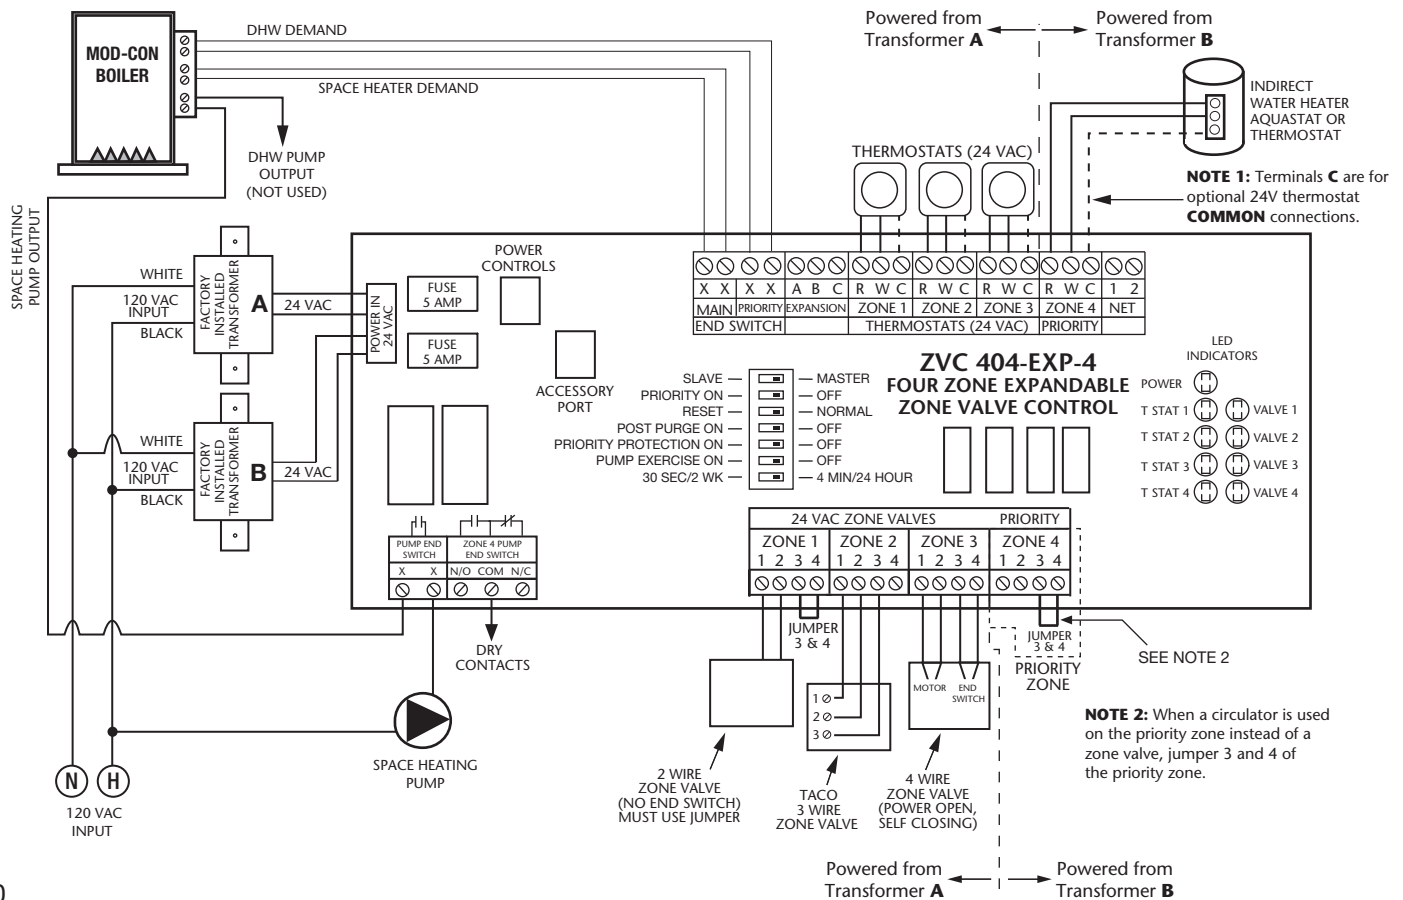 MOD-CON
BOILER
DHW DEMAND
SPACE HEATER DEMAND
DHW PUMP
OUTPUT
(NOT USED)
SPACE HEATING
PUMP OUTPUT
Powered from
Transformer A
Powered from
Transformer B
INDIRECT
WATER HEATER
AQUASTAT OR
THERMOSTAT
THERMOSTATS (24 VAC)
NOTE 1: Terminals C are for
optional 24V thermostat
COMMON connections.
WHITE
120 VAC
INPUT
BLACK
FACTORY
INSTALLED
TRANSFORMER
A
24 VAC
POWER IN
24 VAC
FUSE
5 AMP
FUSE
5 AMP
POWER
CONTROLS
ACCESSORY
PORT
WHITE
120 VAC
INPUT
BLACK
FACTORY
INSTALLED
TRANSFORMER
B
24 VAC
X X X X A B C R W C R W C R W C R W C 1 2
MAIN PRIORITY EXPANSION ZONE 1 ZONE 2 ZONE 3 ZONE 4 NET
END SWITCH THERMOSTATS (24 VAC) PRIORITY
ZVC 404-EXP-4
FOUR ZONE EXPANDABLE
ZONE VALVE CONTROL
SLAVE MASTER
PRIORITY ON OFF
RESET NORMAL
POST PURGE ON OFF
PRIORITY PROTECTION ON OFF
PUMP EXERCISE ON OFF
30 SEC/2 WK 4 MIN/24 HOUR
LED
INDICATORS
POWER
T STAT 1 VALVE 1
T STAT 2 VALVE 2
T STAT 3 VALVE 3
T STAT 4 VALVE 4
PUMP END
SWITCH
X X
ZONE 4 PUMP
END SWITCH
N/O COM N/C
DRY
CONTACTS
24 VAC ZONE VALVES PRIORITY
ZONE 1 ZONE 2 ZONE 3 ZONE 4
1 2 3 4 1 2 3 4 1 2 3 4 1 2 3 4
JUMPER
3 & 4
JUMPER
3 & 4
PRIORITY
ZONE
SEE NOTE 2
1
2
3
MOTOR
END
SWITCH
NOTE 2: When a circulator is used
on the priority zone instead of a
zone valve, jumper 3 and 4 of
the priority zone.
SPACE HEATING
PUMP
N H
120 VAC
INPUT
2 WIRE
ZONE VALVE
(NO END SWITCH)
MUST USE JUMPER
TACO
3 WIRE
ZONE VALVE
4 WIRE
ZONE VALVE
(POWER OPEN,
SELF CLOSING)
Powered from
Transformer A
Powered from
Transformer B